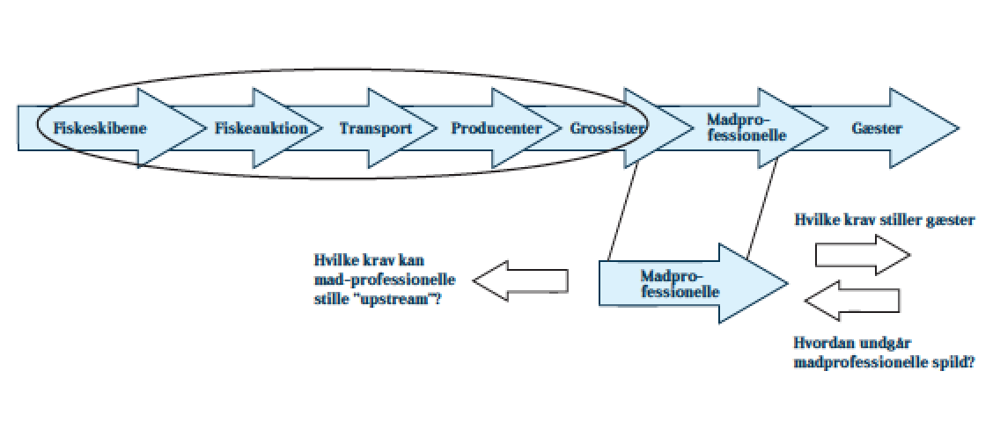 Fiskeskibene
Fiskeauktion
Transport
Producenter
Grossister
Madpro-
fessionelle
Gæster
Hvilke krav stiller gæster
Hvilke krav kan
mad-professionelle
stille "upstream"?
Madpro-
fessionelle
Hvordan undgår
madprofessionelle spild?